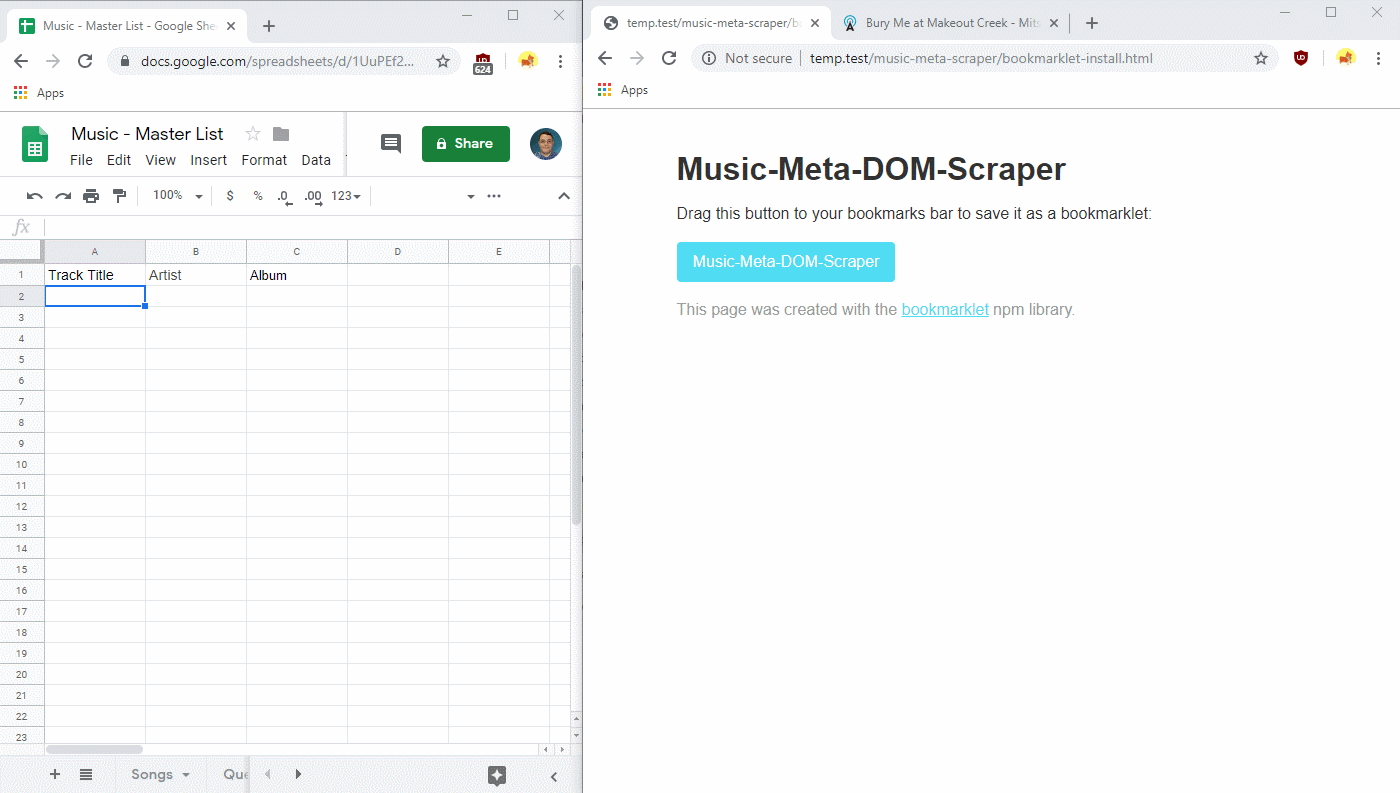 Music - Master List - Google She
docs.google.com/spreadsheets/d/1UuPEf2...
624
Apps
Music - Master List
File Edit View Insert Format Data
Share
100% $ % .0 .00 123
fx
A B C D E
1 Track Title Artist Album
2
3
4
5
6
7
8
9
10
11
12
13
14
15
16
17
18
19
20
21
22
23
Songs Que
temp.test/music-meta-scraper/bo
Bury Me at Makeout Creek - Mits
Not secure temp.test/music-meta-scraper/bookmarklet-install.html
Apps
Music-Meta-DOM-Scraper
Drag this button to your bookmarks bar to save it as a bookmarklet:
Music-Meta-DOM-Scraper
This page was created with the bookmarklet npm library.